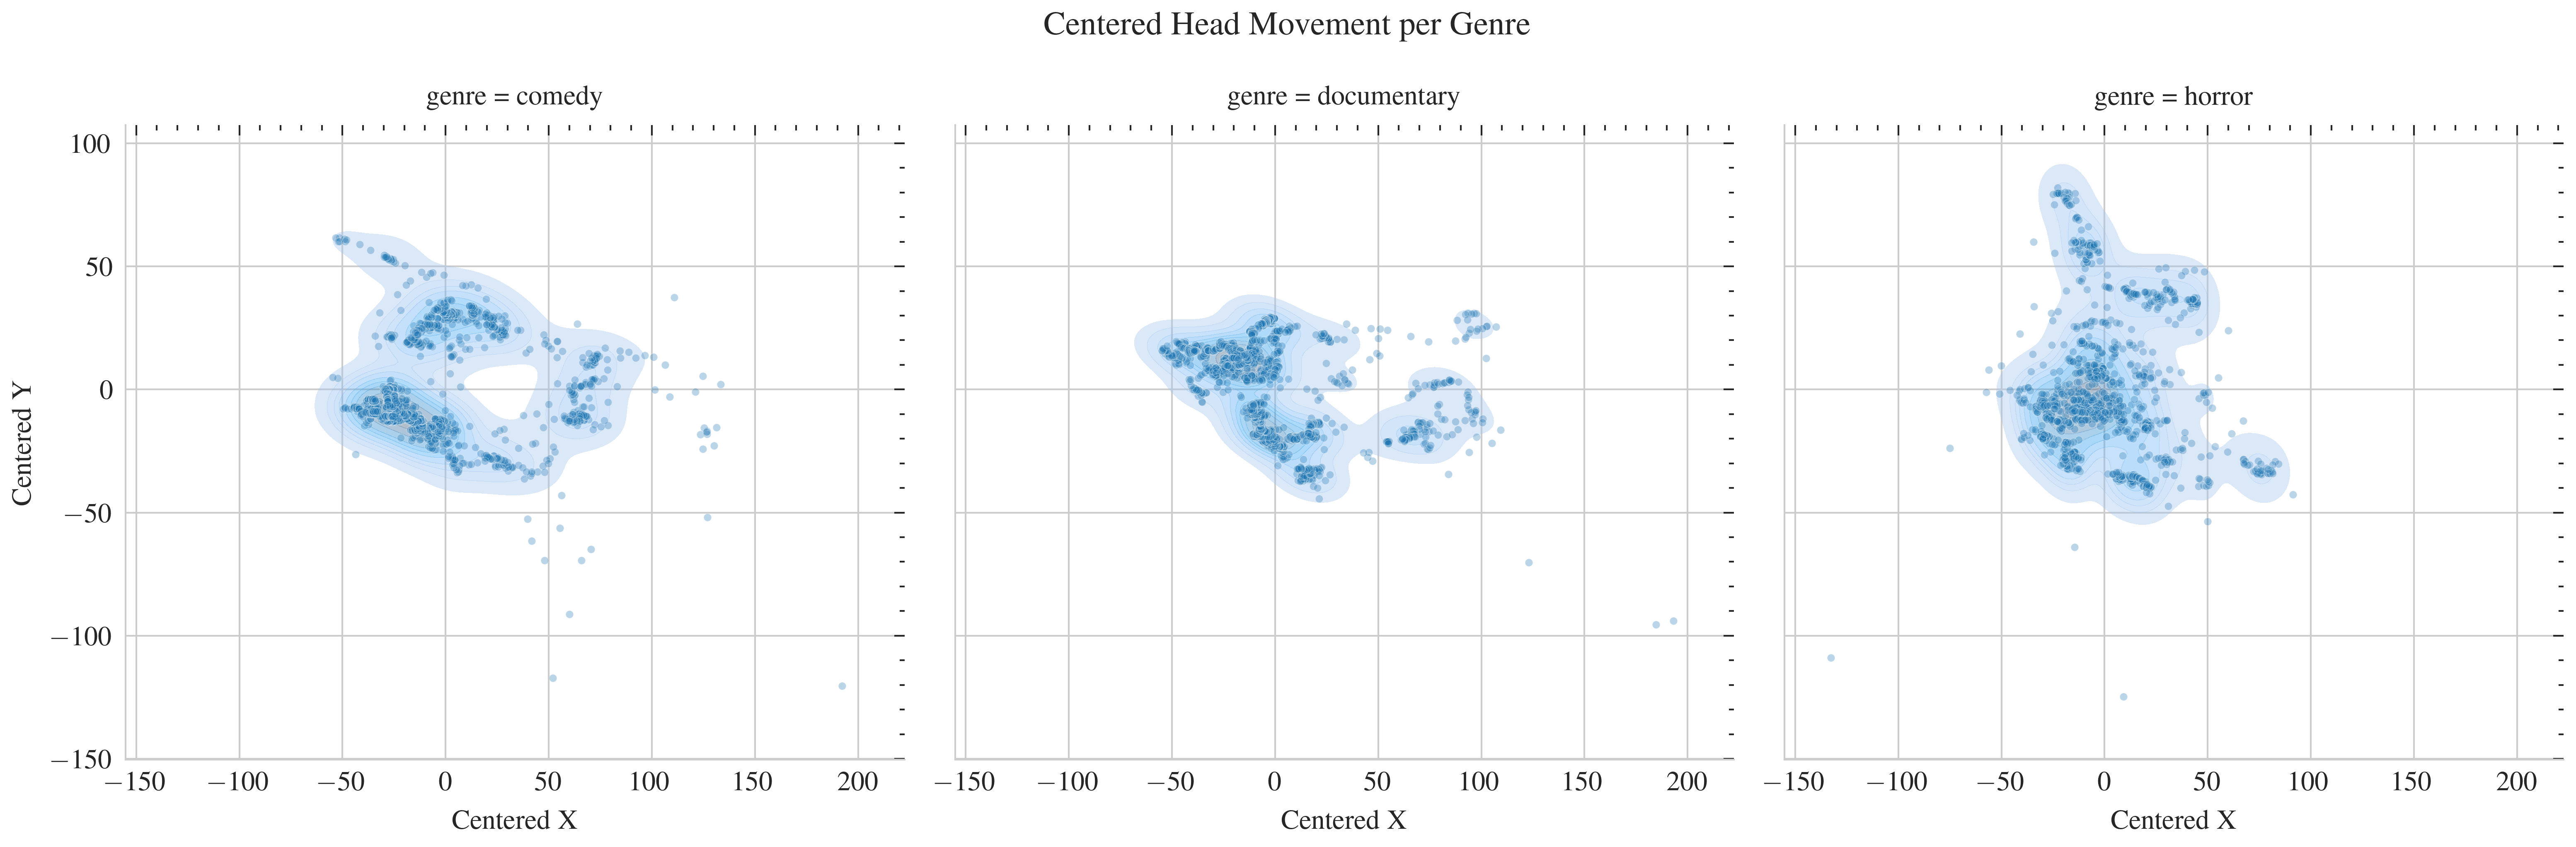 Centered Head Movement per Genre
genre = comedy
genre = documentary
genre = horror
100
50
0
−50
−100
−150
Centered Y
−150 −100 −50 0 50 100 150 200
−150 −100 −50 0 50 100 150 200
−150 −100 −50 0 50 100 150 200
Centered X
Centered X
Centered X